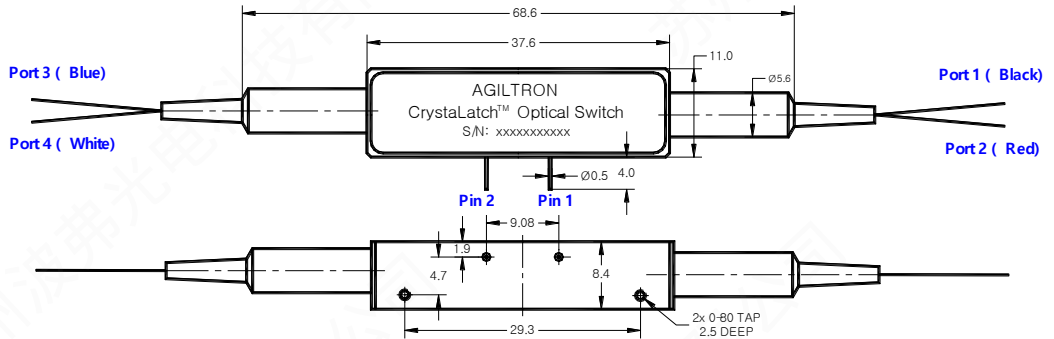 68.6
37.6
11.0
Ø5.6
Port 3 ( Blue)
Port 1 ( Black)
AGILTRON
CrystaLatch™ Optical Switch
S/N: xxxxxxxxxxx
Port 4 ( White)
Port 2 ( Red)
4.0
Ø0.5
Pin 2
Pin 1
9.08
1.9
4.7
8.4
2x 0-80 TAP
2.5 DEEP
29.3